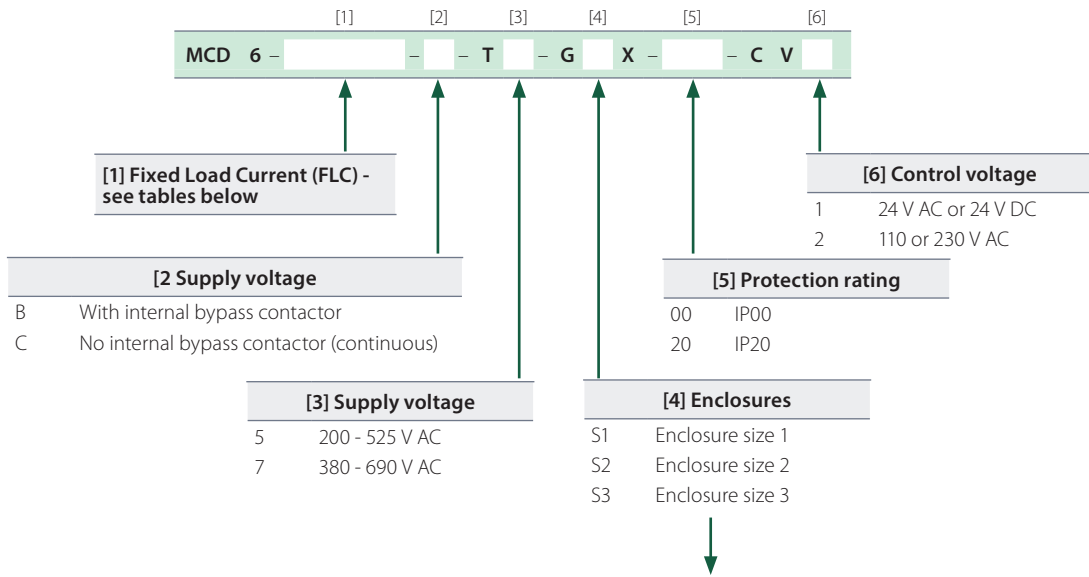 [1] [2] [3] [4] [5] [6]
MCD 6 – – – T – G X – – C V
[1] Fixed Load Current (FLC) -
see tables below
[6] Control voltage
1 24 V AC or 24 V DC
2 110 or 230 V AC
[2 Supply voltage
B With internal bypass contactor
C No internal bypass contactor (continuous)
[5] Protection rating
00 IP00
20 IP20
[3] Supply voltage
5 200 - 525 V AC
7 380 - 690 V AC
[4] Enclosures
S1 Enclosure size 1
S2 Enclosure size 2
S3 Enclosure size 3